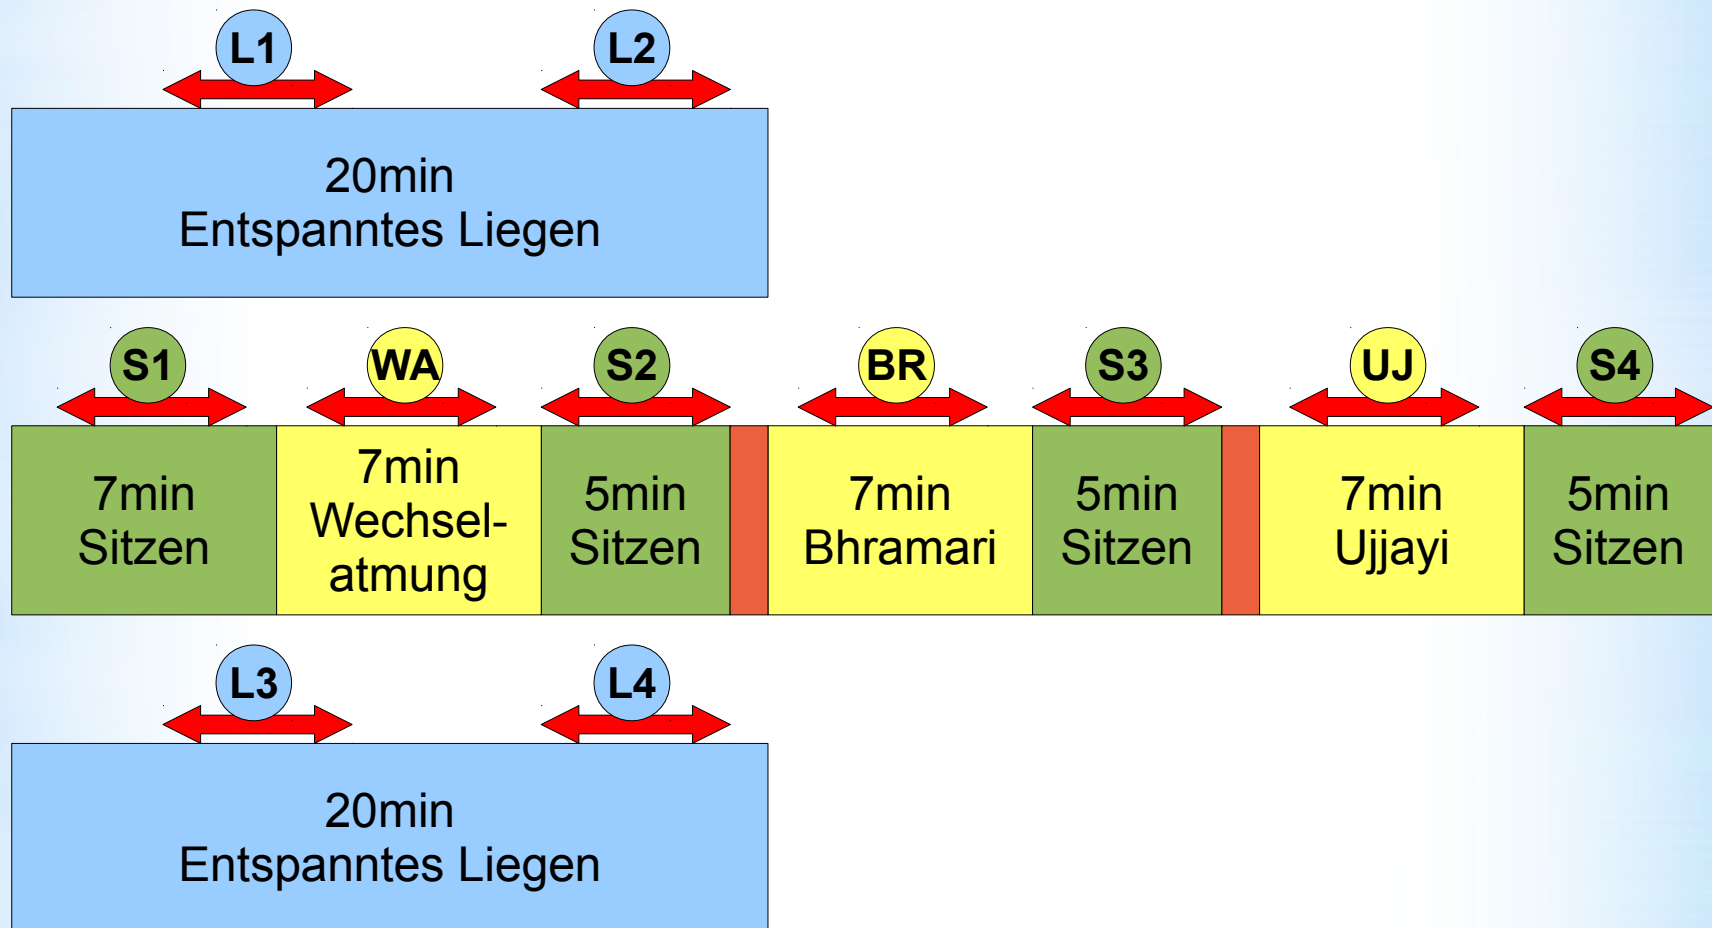 L1
L2
20min
Entspanntes Liegen
S1
WA
S2
BR
S3
UJ
S4
7min
Sitzen
7min
Wechsel-
atmung
5min
Sitzen
7min
Bhramari
5min
Sitzen
7min
Ujjayi
5min
Sitzen
L3
L4
20min
Entspanntes Liegen